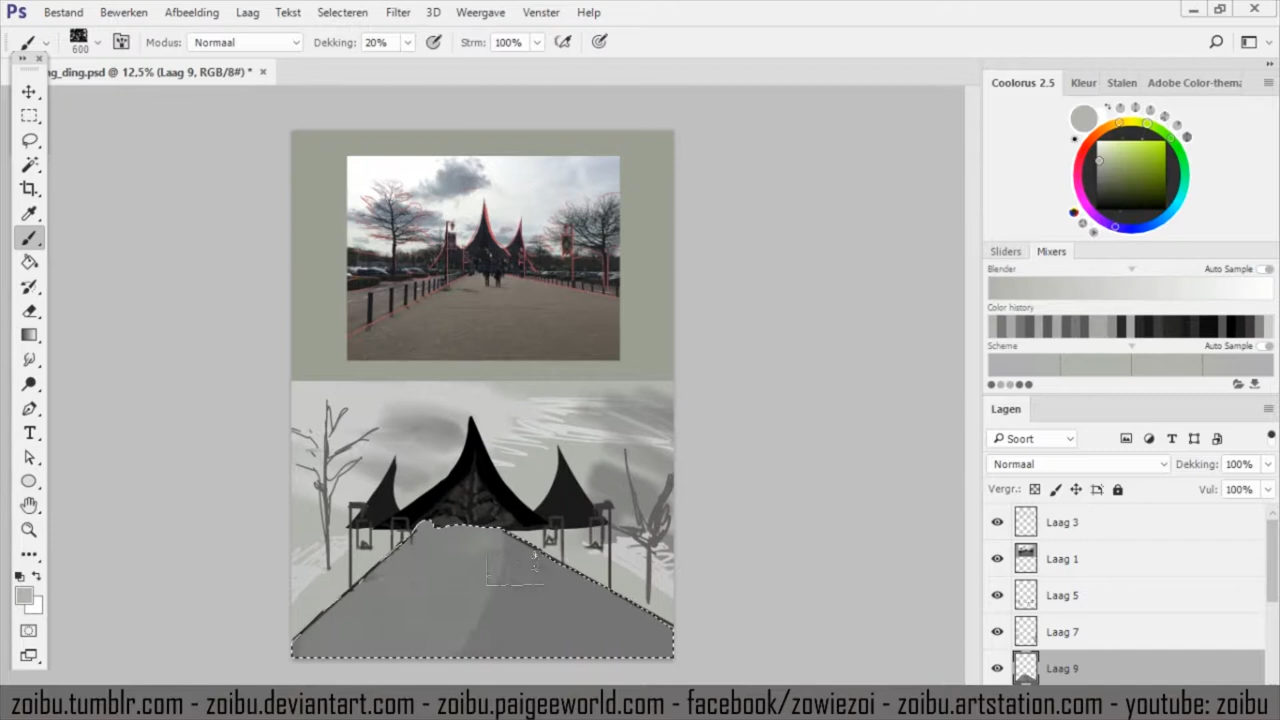 Ps Bestand Bewerken Afbeelding Laag Tekst Selecteren Filter 3D Weergave Venster Help
600 Modus: Normaal Dekking: 20% Strm: 100%
ag_ding.psd @ 12,5% (Laag 9, RGB/8#) * ×
Coolorus 2.5 Kleur Stalen Adobe Color-thema
Sliders Mixers
Blender Auto Sample
Color history
Scheme Auto Sample
Lagen
Soort
Normaal Dekking: 100%
Vergr.: Vul: 100%
Laag 3
Laag 1
Laag 5
Laag 7
Laag 9
zoibu.tumblr.com - zoibu.deviantart.com - zoibu.paigeeworld.com - facebook/zowiezoi - zoibu.artstation.com - youtube: zoibu